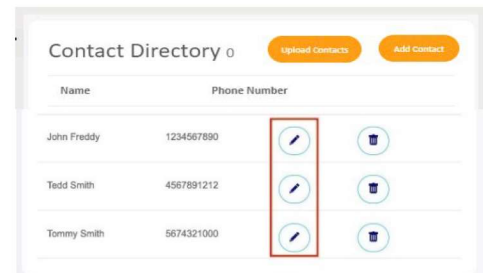 Contact Directory 0 Upload Contacts Add Contact
Name Phone Number
John Freddy 1234567890
Tedd Smith 4567891212
Tommy Smith 5674321000